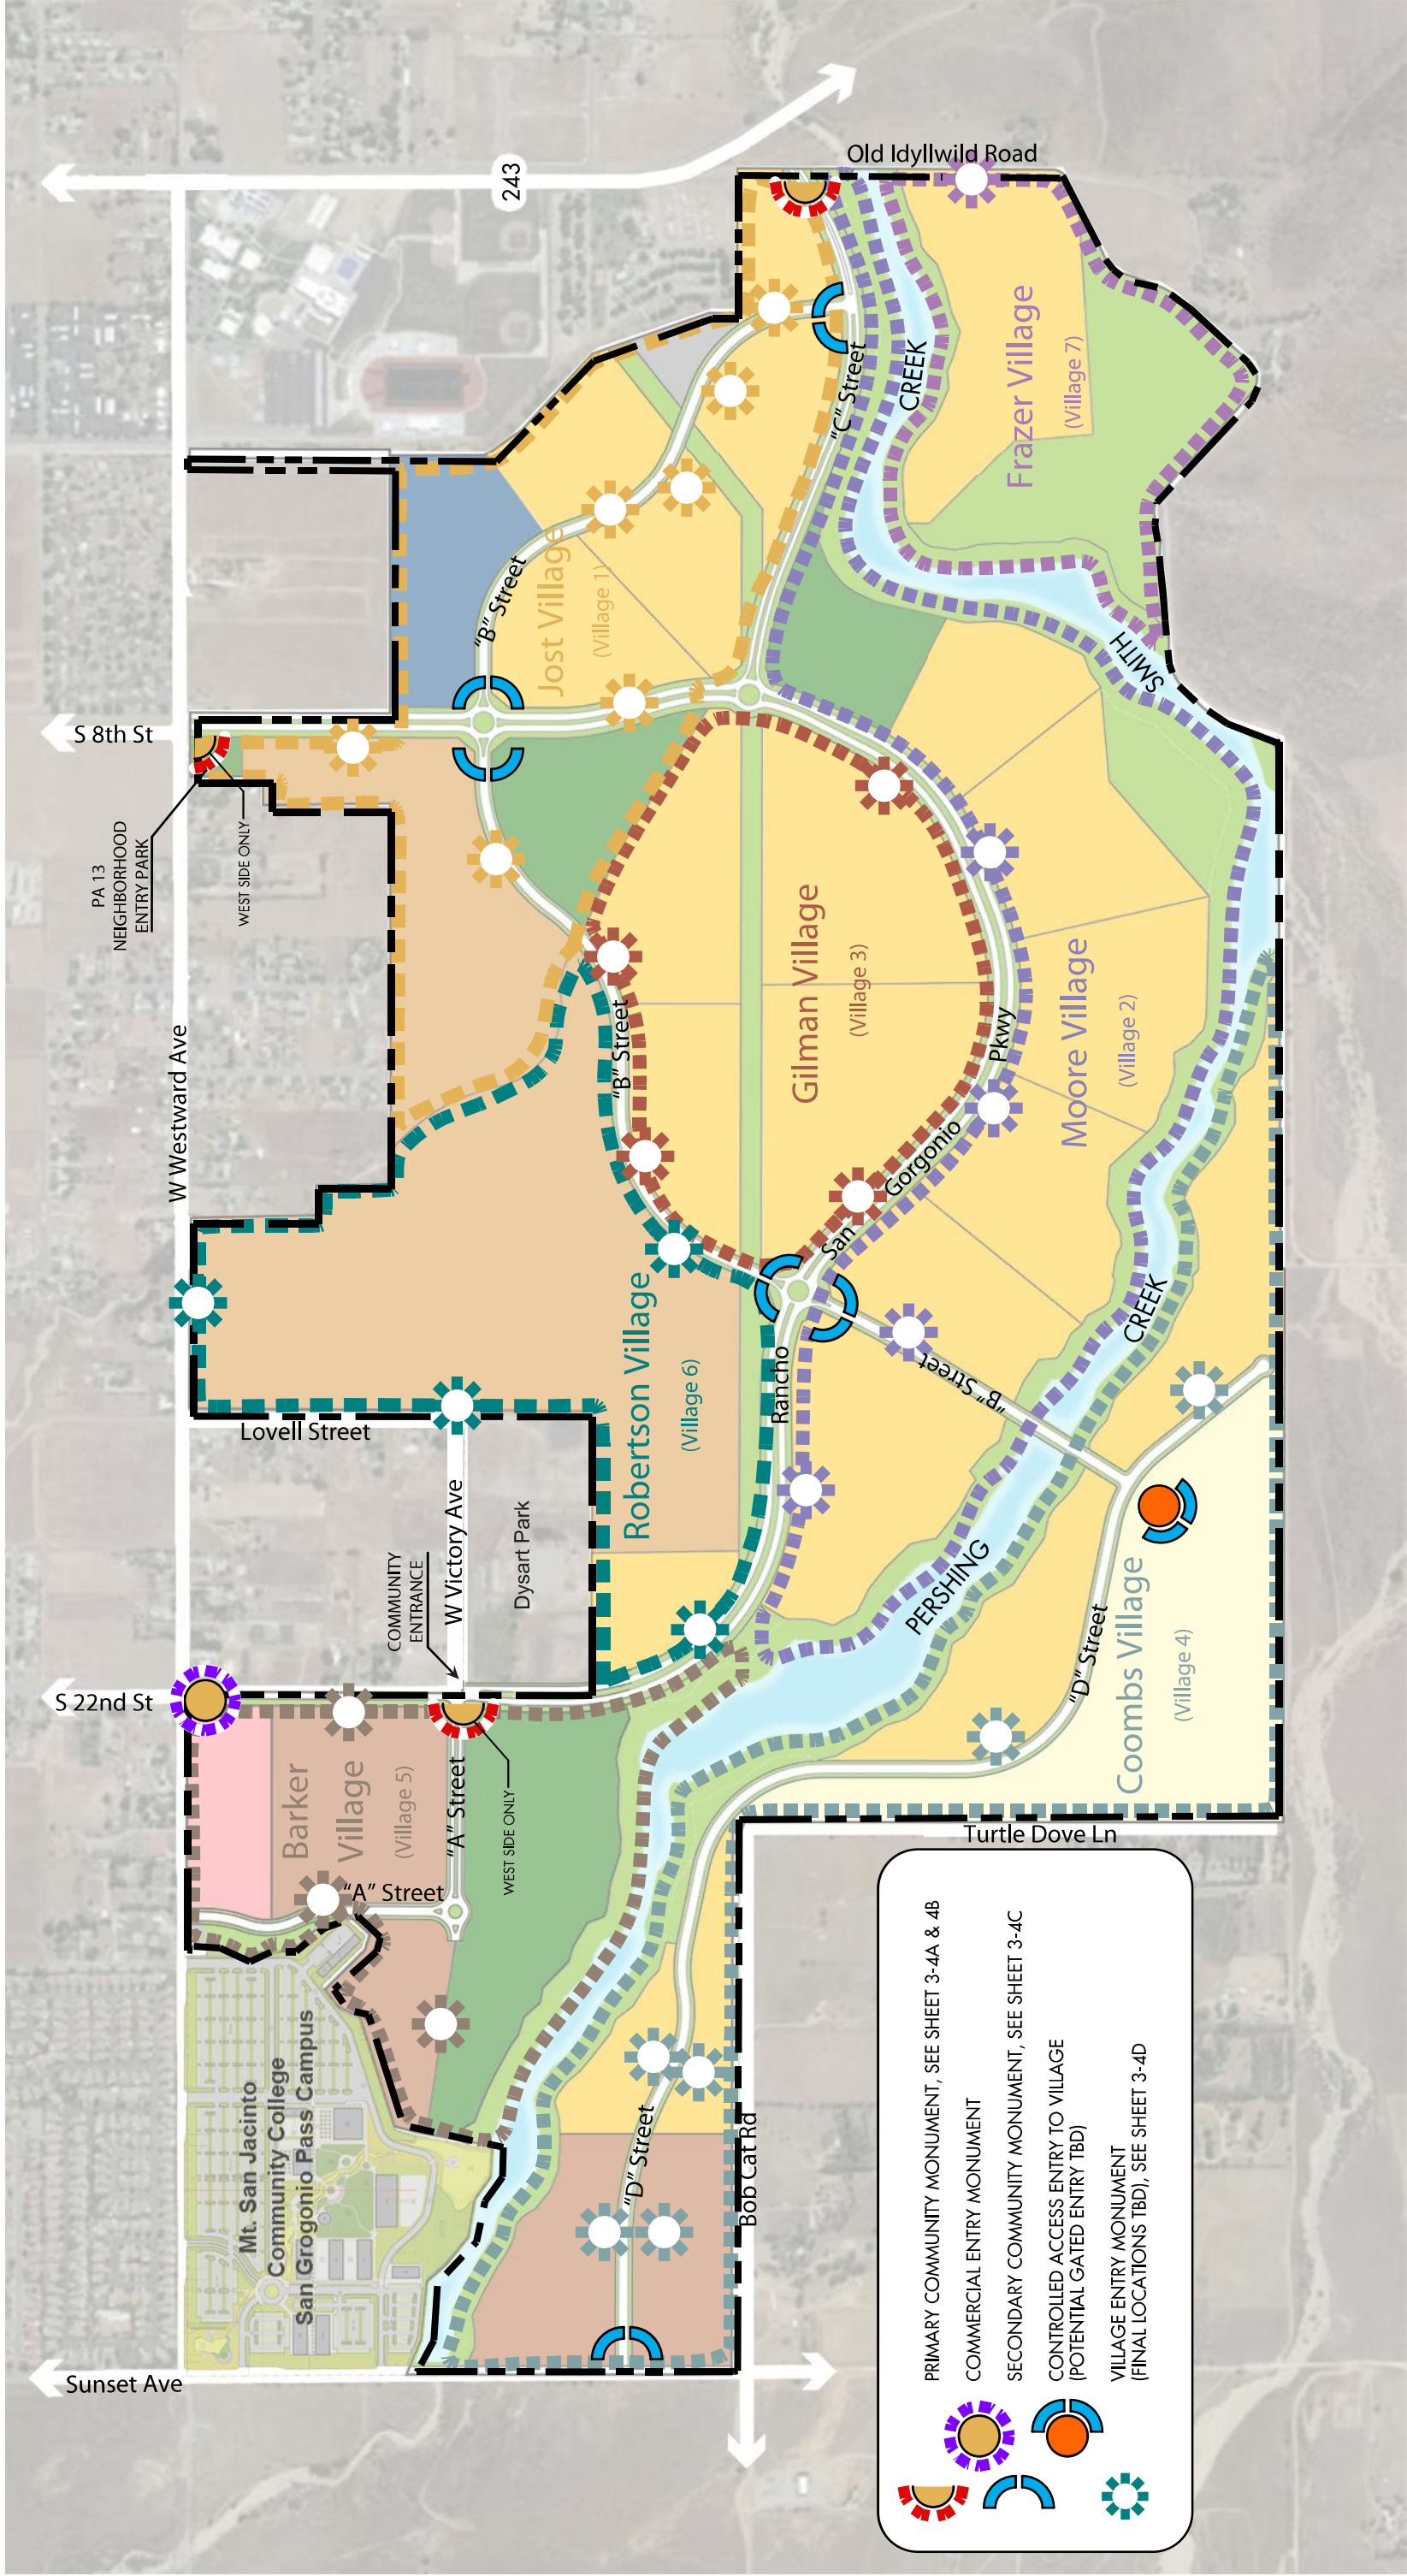 Old Idyllwild Road
243
S 8th St
W Westward Ave
PA 13
NEIGHBORHOOD
ENTRY PARK
WEST SIDE ONLY
"B" Street
Jost Village
(Village 1)
"C" Street
CREEK
Frazer Village
(Village 7)
SMITH
Gilman Village
(Village 3)
"B" Street
Moore Village
(Village 2)
Rancho
San
Gorgonio
Pkwy
"B" Street
CREEK
PERSHING
Robertson Village
(Village 6)
Lovell Street
W Victory Ave
Dysart Park
COMMUNITY
ENTRANCE
S 22nd St
Barker
Village
(Village 5)
"A" Street
"A" Street
WEST SIDE ONLY
"D" Street
Coombs Village
(Village 4)
Turtle Dove Ln
Mt. San Jacinto
Community College
San Grogonio Pass Campus
"D" Street
Bob Cat Rd
Sunset Ave
PRIMARY COMMUNITY MONUMENT, SEE SHEET 3-4A & 4B
COMMERCIAL ENTRY MONUMENT
SECONDARY COMMUNITY MONUMENT, SEE SHEET 3-4C
CONTROLLED ACCESS ENTRY TO VILLAGE
(POTENTIAL GATED ENTRY TBD)
VILLAGE ENTRY MONUMENT
(FINAL LOCATIONS TBD), SEE SHEET 3-4D